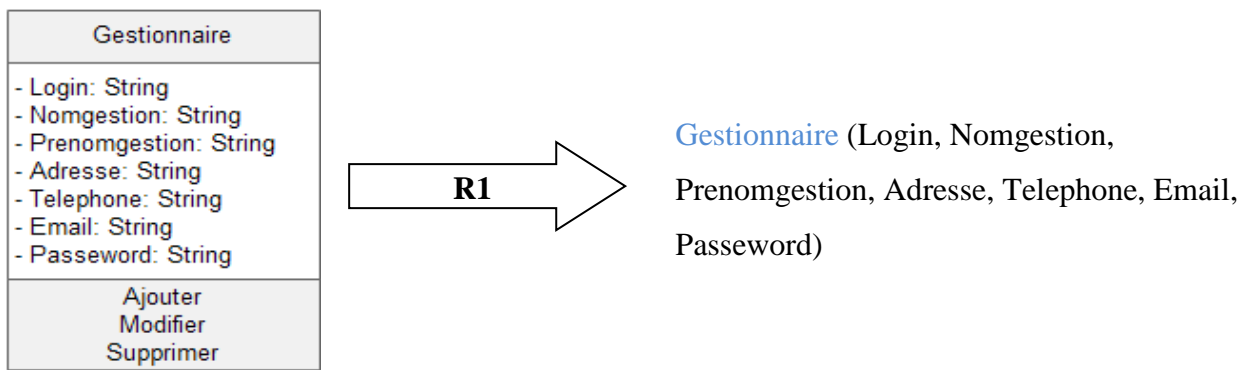 Gestionnaire
- Login: String
- Nomgestion: String
- Prenomgestion: String
- Adresse: String
- Telephone: String
- Email: String
- Passeword: String
Ajouter
Modifier
Supprimer
R1
Gestionnaire (Login, Nomgestion,
Prenomgestion, Adresse, Telephone, Email,
Passeword)